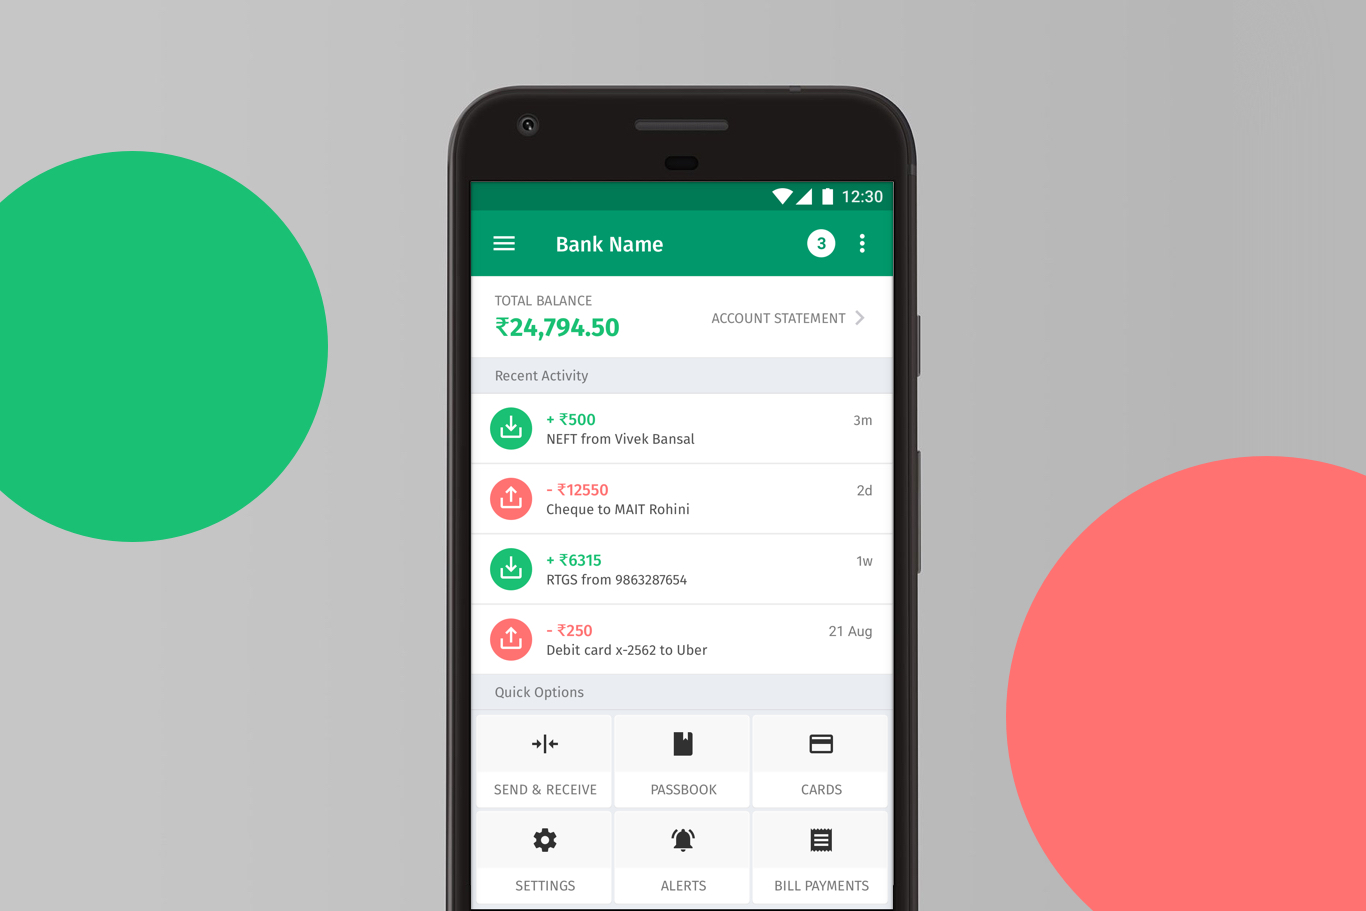 12:30
Bank Name
3
TOTAL BALANCE
₹24,794.50
ACCOUNT STATEMENT
Recent Activity
+ ₹500
3m
NEFT from Vivek Bansal
- ₹12550
2d
Cheque to MAIT Rohini
+ ₹6315
1w
RTGS from 9863287654
- ₹250
21 Aug
Debit card x-2562 to Uber
Quick Options
SEND & RECEIVE
PASSBOOK
CARDS
SETTINGS
ALERTS
BILL PAYMENTS